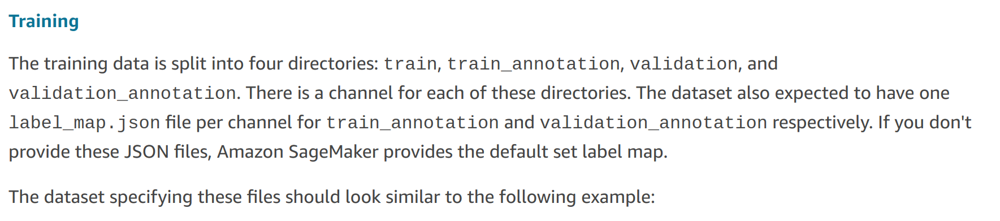 Training
The training data is split into four directories: train, train_annotation, validation, and
validation_annotation. There is a channel for each of these directories. The dataset also expected to have one
label_map.json file per channel for train_annotation and validation_annotation respectively. If you don't
provide these JSON files, Amazon SageMaker provides the default set label map.
The dataset specifying these files should look similar to the following example: